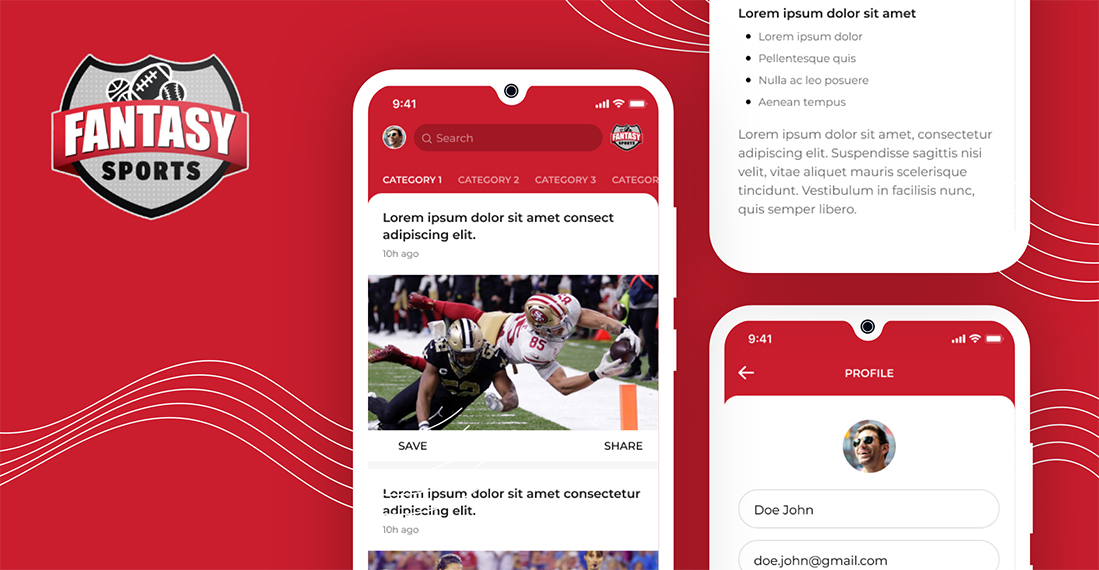 FANTASY
SPORTS
9:41
Search
FANTASY
SPORTS
CATEGORY 1
CATEGORY 2
CATEGORY 3
CATEGOR
Lorem ipsum dolor sit amet consect
adipiscing elit.
10h ago
85
SAVE
SHARE
Lorem ipsum dolor sit amet consectetur
adipiscing elit.
10h ago
Lorem ipsum dolor sit amet
Lorem ipsum dolor
Pellentesque quis
Nulla ac leo posuere
Aenean tempus
Lorem ipsum dolor sit amet, consectetur
adipiscing elit. Suspendisse sagittis nisi
velit, vitae aliquet mauris scelerisque
tincidunt. Vestibulum in facilisis nunc,
quis semper libero.
9:41
PROFILE
Doe John
doe.john@gmail.com